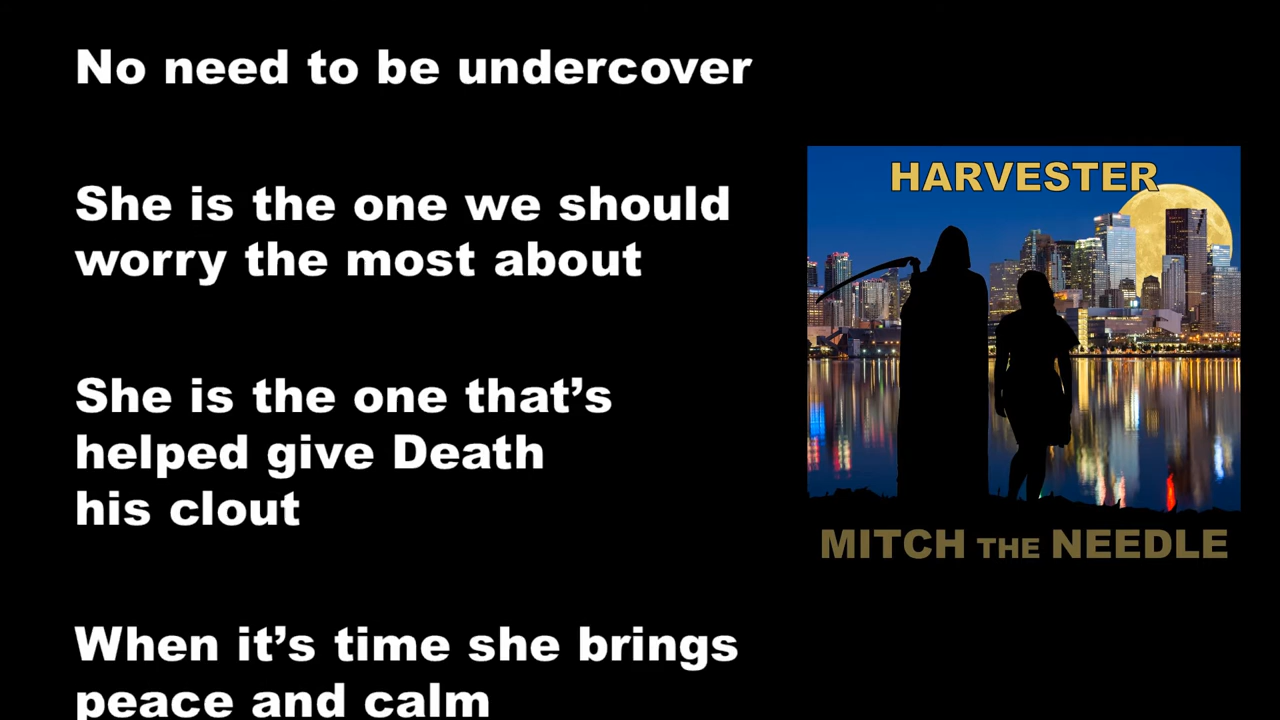 No need to be undercover
She is the one we should
worry the most about
She is the one that’s
helped give Death
his clout
When it’s time she brings
peace and calm
HARVESTER
MITCH THE NEEDLE